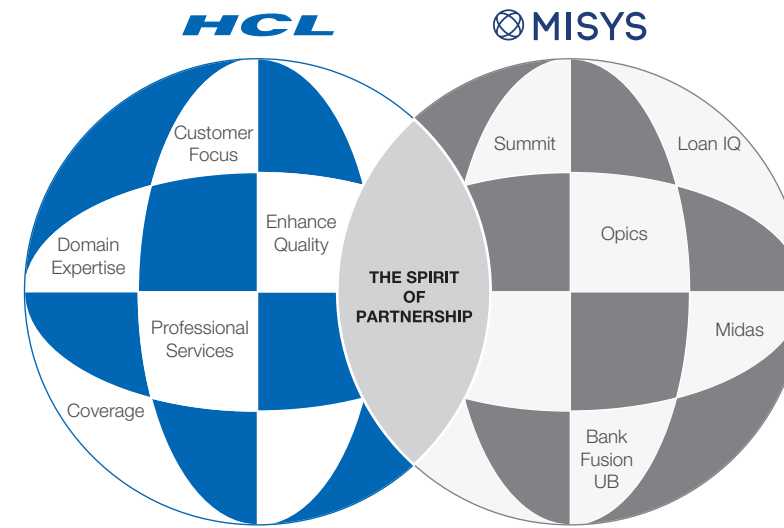 HCL
MISYS
Customer
Focus
Enhance
Quality
Domain
Expertise
Professional
Services
Coverage
THE SPIRIT
OF
PARTNERSHIP
Summit
Loan IQ
Opics
Midas
Bank
Fusion
UB